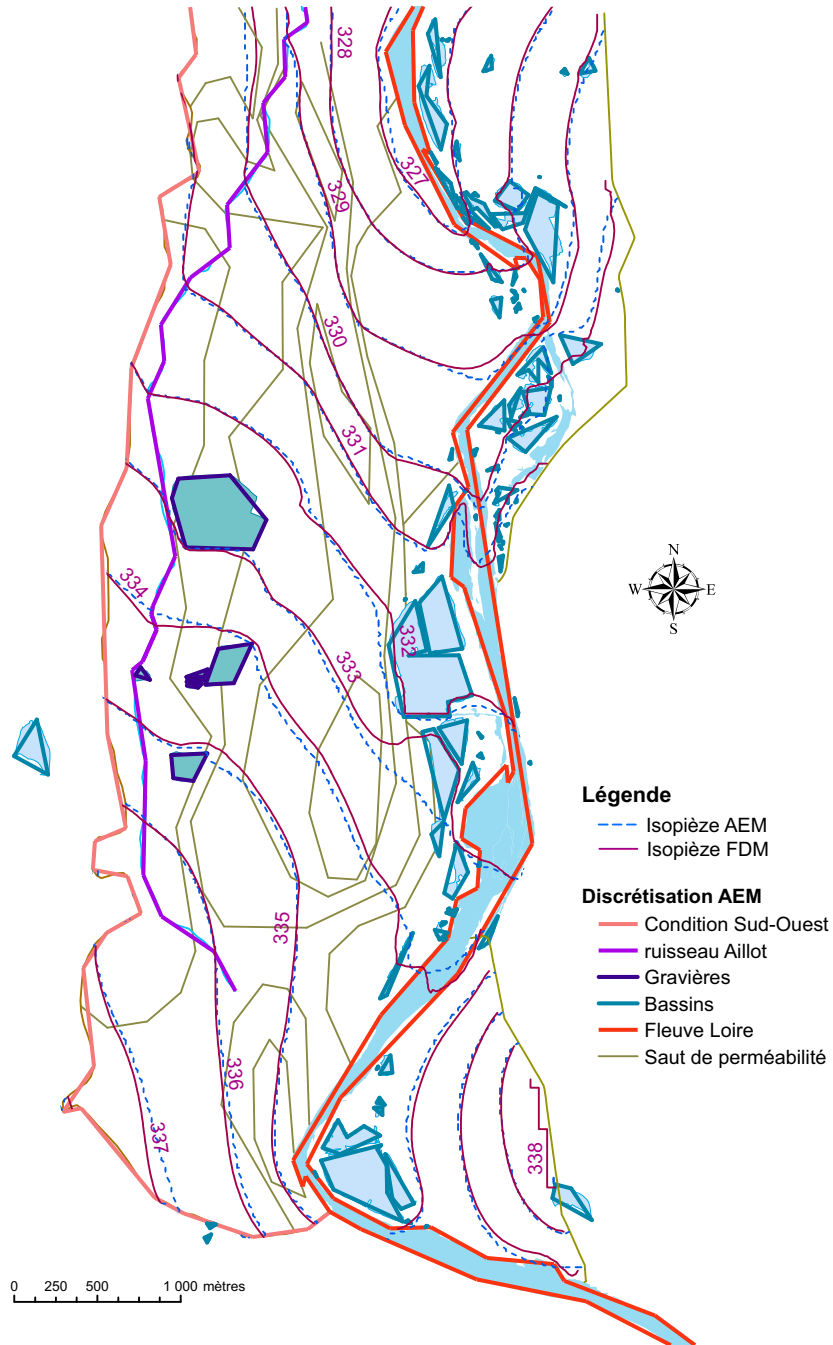 328
327
329
330
331
334
332
333
335
336
337
338
N
W
E
S
Légende
Isopièze AEM
Isopièze FDM
Discrétisation AEM
Condition Sud-Ouest
ruisseau Aillot
Gravières
Bassins
Fleuve Loire
Saut de perméabilité
0 250 500 1 000 mètres